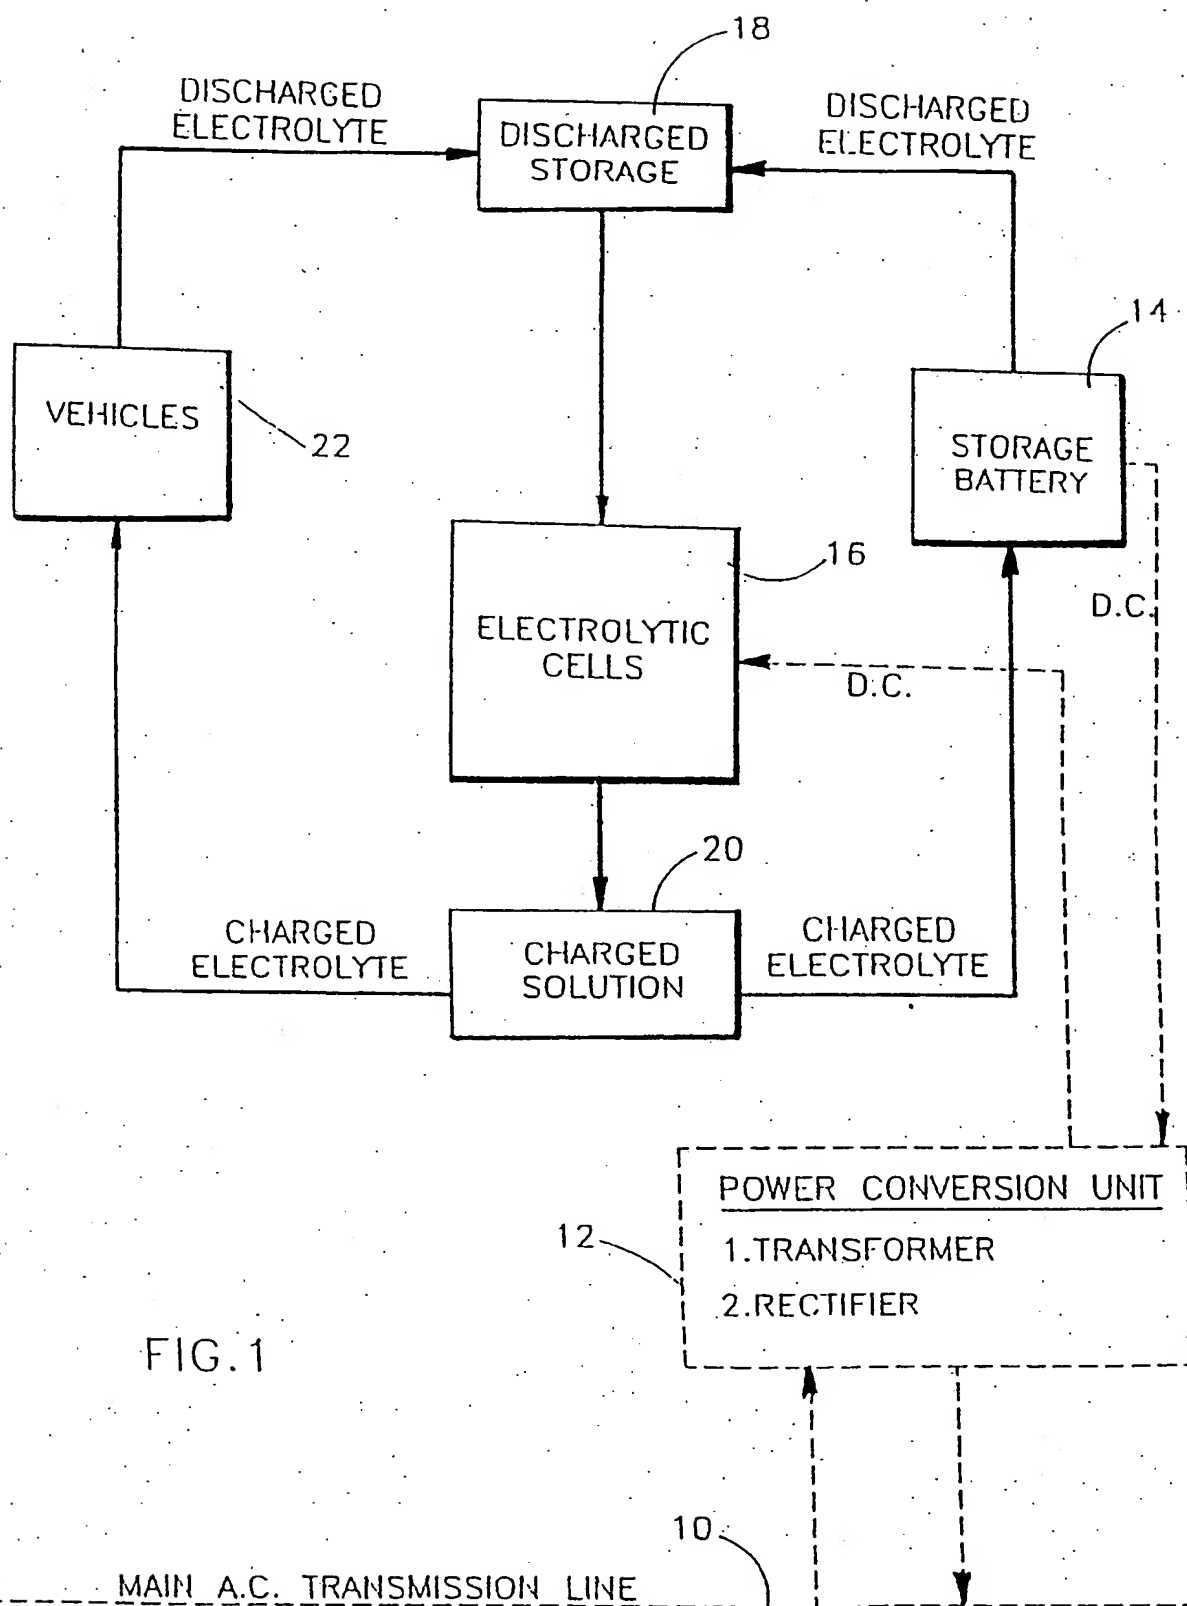 18
DISCHARGED
ELECTROLYTE
DISCHARGED
STORAGE
DISCHARGED
ELECTROLYTE
14
VEHICLES
22
STORAGE
BATTERY
16
D.C.
ELECTROLYTIC
CELLS
D.C.
20
CHARGED
ELECTROLYTE
CHARGED
SOLUTION
CHARGED
ELECTROLYTE
POWER CONVERSION UNIT
12
1.TRANSFORMER
2.RECTIFIER
FIG.1
10
MAIN A.C. TRANSMISSION LINE